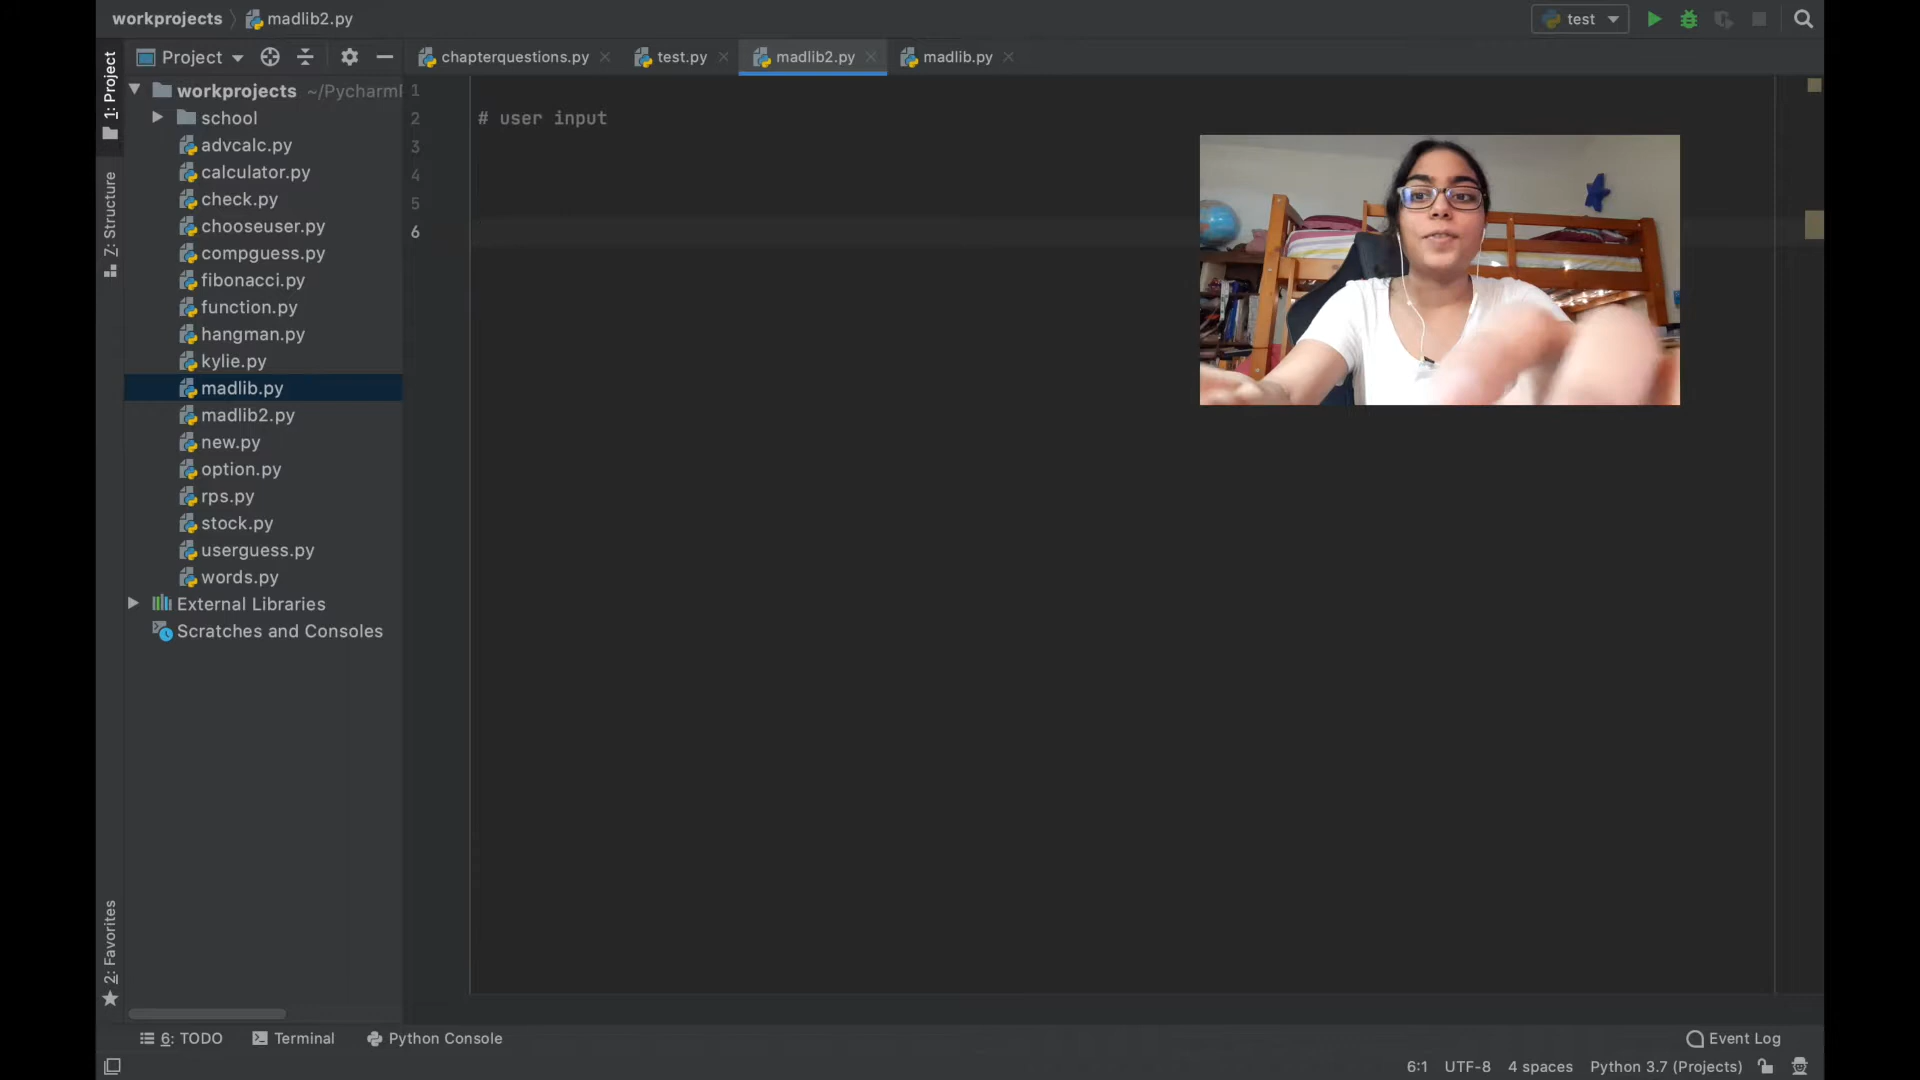 workprojects
madlib2.py
test
1: Project
Project
chapterquestions.py
test.py
madlib2.py
madlib.py
workprojects ~/Pycharm
school
advcalc.py
calculator.py
check.py
chooseuser.py
compguess.py
fibonacci.py
function.py
hangman.py
kylie.py
madlib.py
madlib2.py
new.py
option.py
rps.py
stock.py
userguess.py
words.py
External Libraries
Scratches and Consoles
Z: Structure
2: Favorites
1
2 # user input
3
4
5
6
6: TODO
Terminal
Python Console
Event Log
6:1
UTF-8
4 spaces
Python 3.7 (Projects)